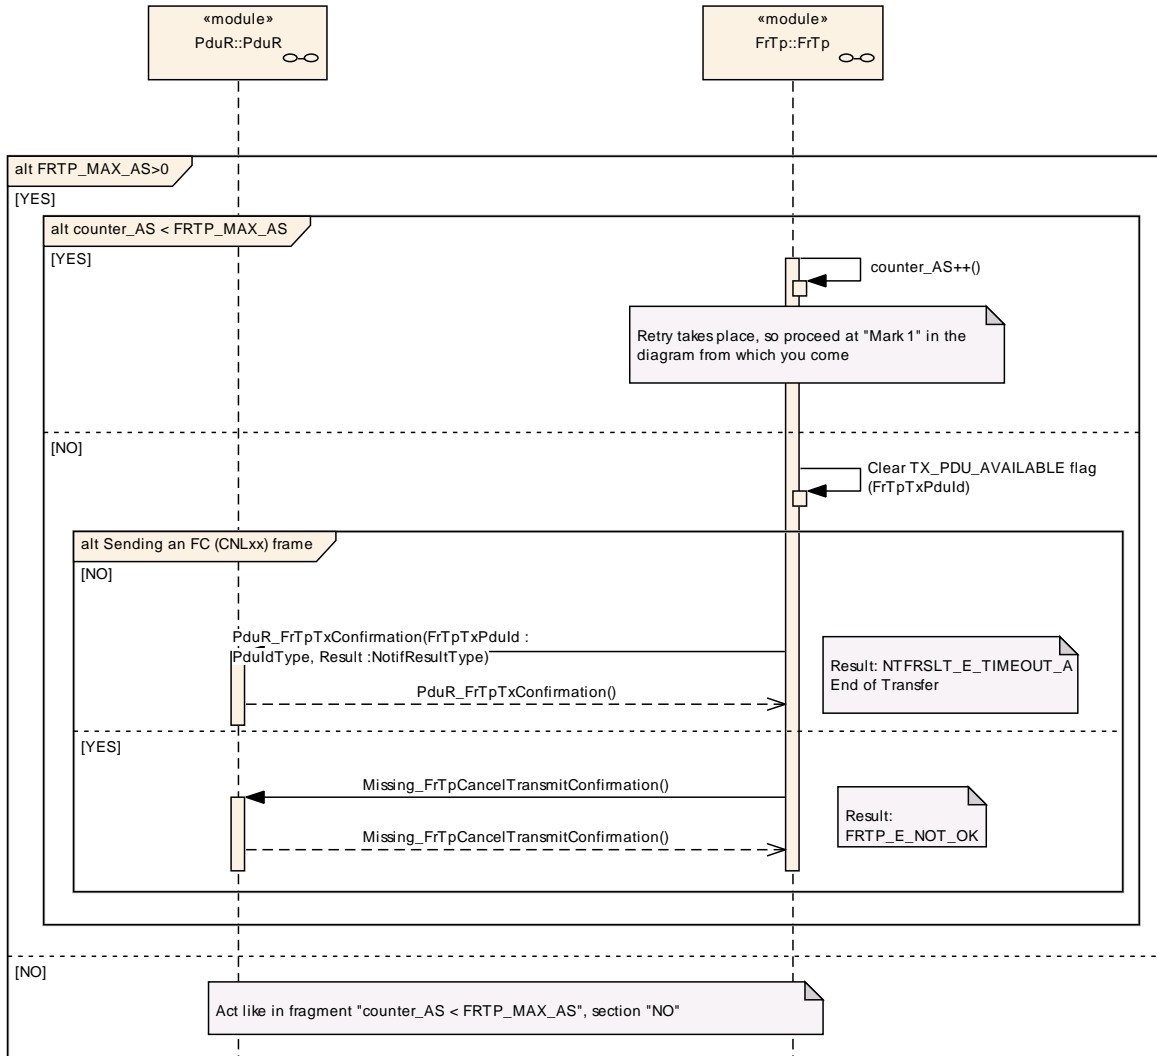 «module»
PduR::PduR
«module»
FrTp::FrTp
alt FRTP_MAX_AS>0
[YES]
alt counter_AS < FRTP_MAX_AS
[YES]
counter_AS++()
Retry takes place, so proceed at "Mark 1" in the
diagram from which you come
[NO]
Clear TX_PDU_AVAILABLE flag
(FrTpTxPduId)
alt Sending an FC (CNLxx) frame
[NO]
PduR_FrTpTxConfirmation(FrTpTxPduId :
PduIdType, Result :NotifResultType)
Result: NTFRSLT_E_TIMEOUT_A
End of Transfer
PduR_FrTpTxConfirmation()
[YES]
Missing_FrTpCancelTransmitConfirmation()
Result:
FRTP_E_NOT_OK
Missing_FrTpCancelTransmitConfirmation()
[NO]
Act like in fragment "counter_AS < FRTP_MAX_AS", section "NO"